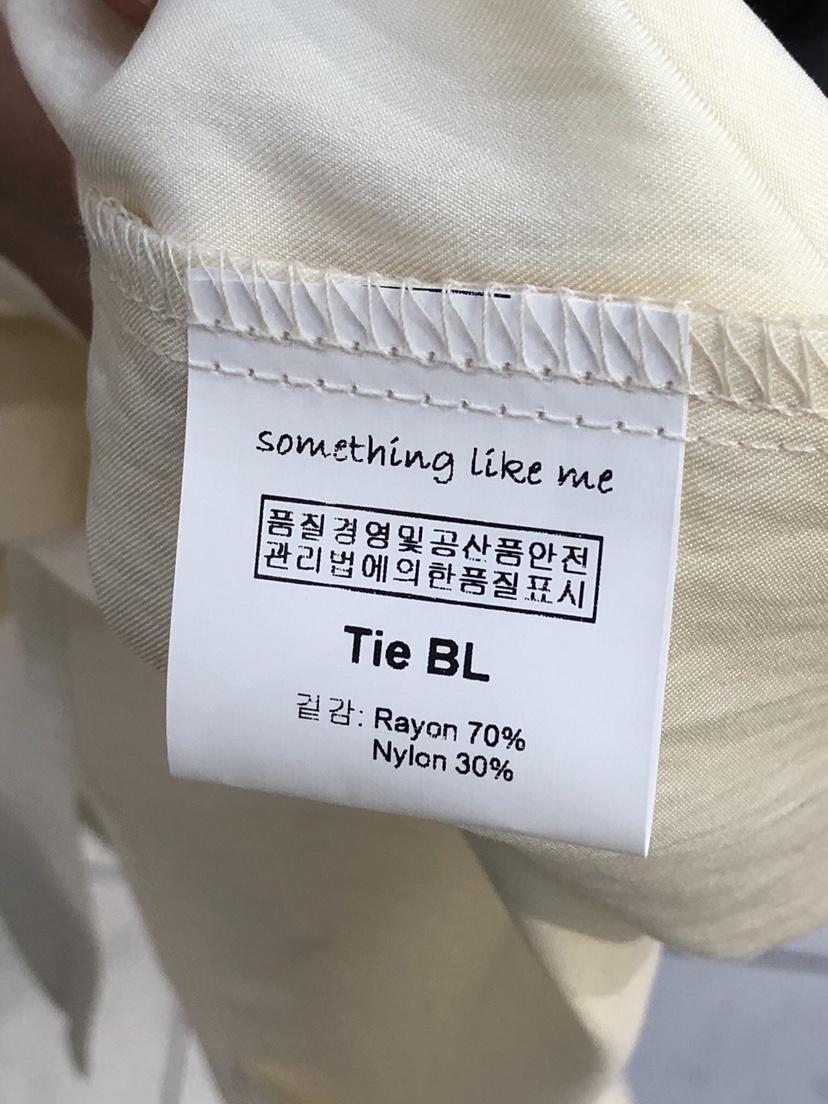 something like me
품질경영및공산품안전
관리법에의한품질표시
Tie BL
겉감: Rayon 70%
Nylon 30%